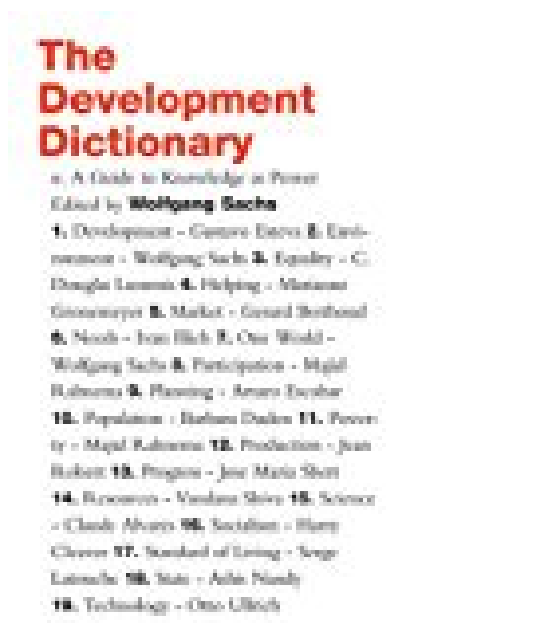 The
Development
Dictionary
n. A Guide to Knowledge as Power
Edited by Wolfgang Sachs
1. Development - Gustavo Esteva 2. Envi-
ronment - Wolfgang Sachs 3. Equality - C.
Douglas Lummis 4. Helping - Marianne
Gronemeyer 5. Market - Gérald Berthoud
6. Needs - Ivan Illich 7. One World -
Wolfgang Sachs 8. Participation - Majid
Rahnema 9. Planning - Arturo Escobar
10. Population - Barbara Duden 11. Pover-
ty - Majid Rahnema 12. Production - Jean
Robert 13. Progress - José María Sbert
14. Resources - Vandana Shiva 15. Science
- Claude Alvares 16. Socialism - Harry
Cleaver 17. Standard of Living - Serge
Latouche 18. State - Ashis Nandy
19. Technology - Otto Ullrich